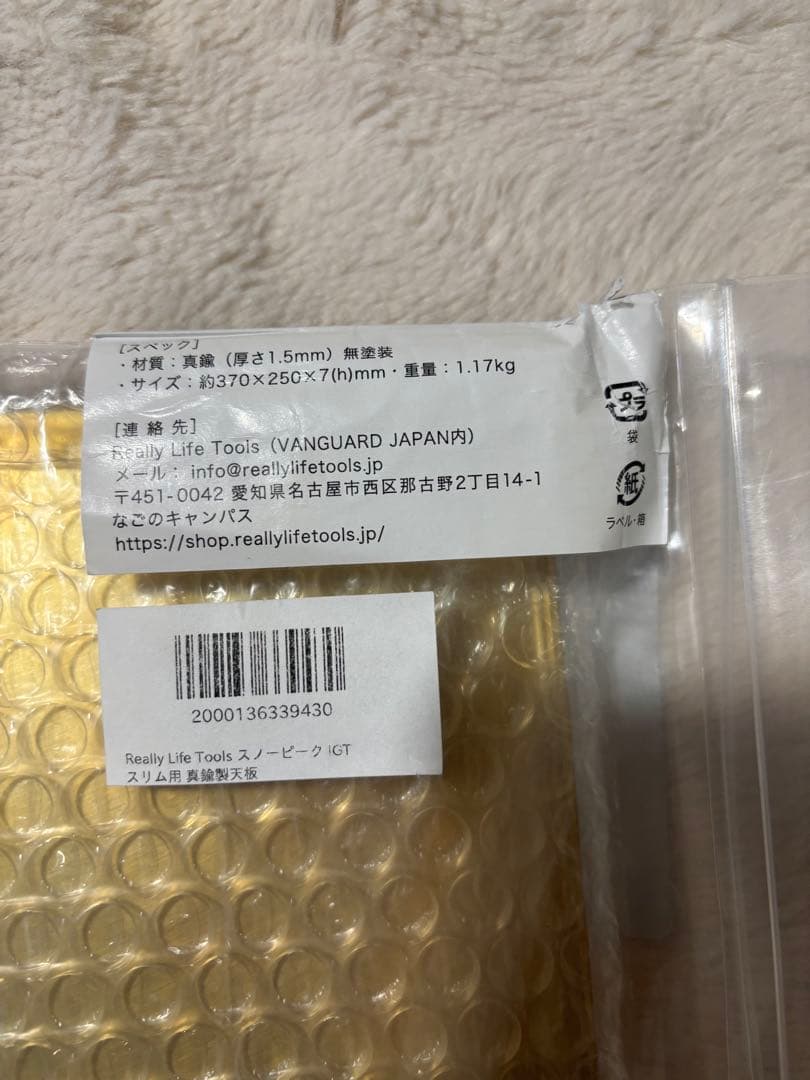 [スペック]
・材質：真鍮（厚さ1.5mm）無塗装
・サイズ：約370×250×7(h)mm・重量：1.17kg
[連絡先]
Really Life Tools（VANGUARD JAPAN内）
メール： info@reallylifetools.jp
〒451-0042 愛知県名古屋市西区那古野2丁目14-1
なごのキャンパス
https://shop.reallylifetools.jp/
プラ
袋
紙
ラベル・箱
2000136339430
Really Life Tools スノーピーク IGT
スリム用 真鍮製天板